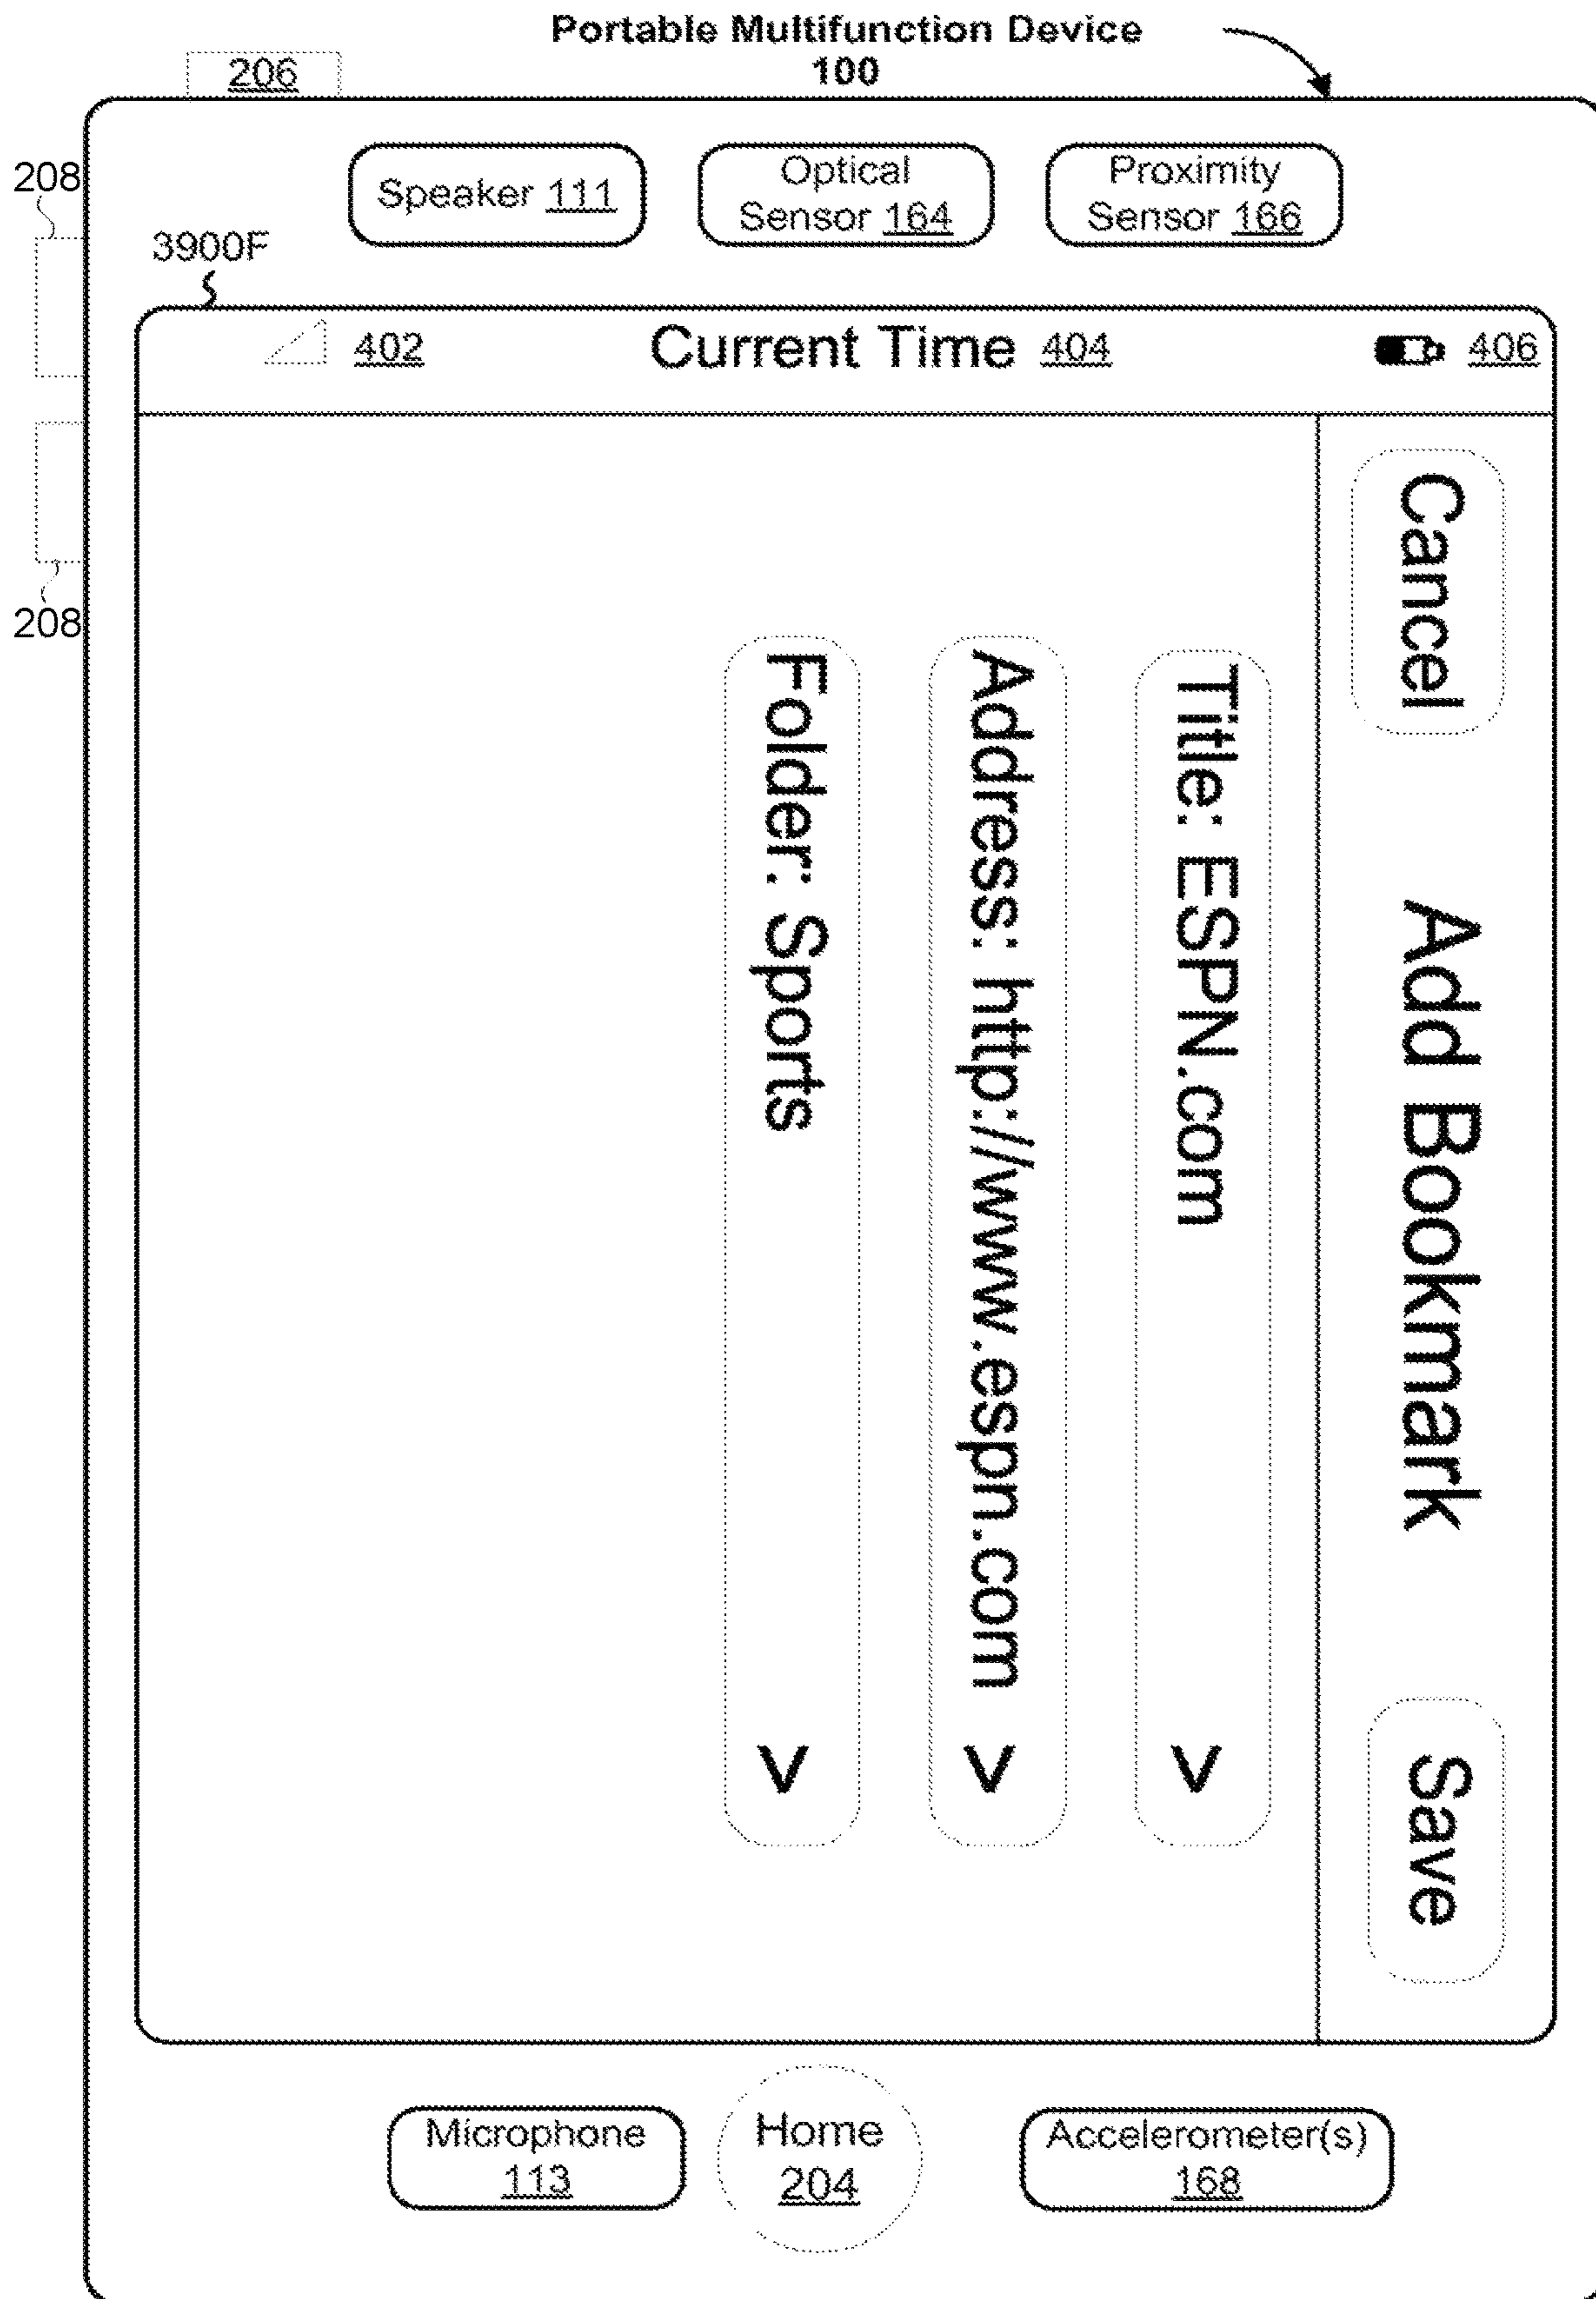 Portable Multifunction Device
100
206
208
Speaker 111
Optical
Sensor 164
Proximity
Sensor 166
3900F
402
Current Time 404
406
208
Cancel
Add Bookmark
Save
Title: ESPN.com
>
Address: http://www.espn.com
>
Folder: Sports
>
Microphone
113
Home
204
Accelerometer(s)
168